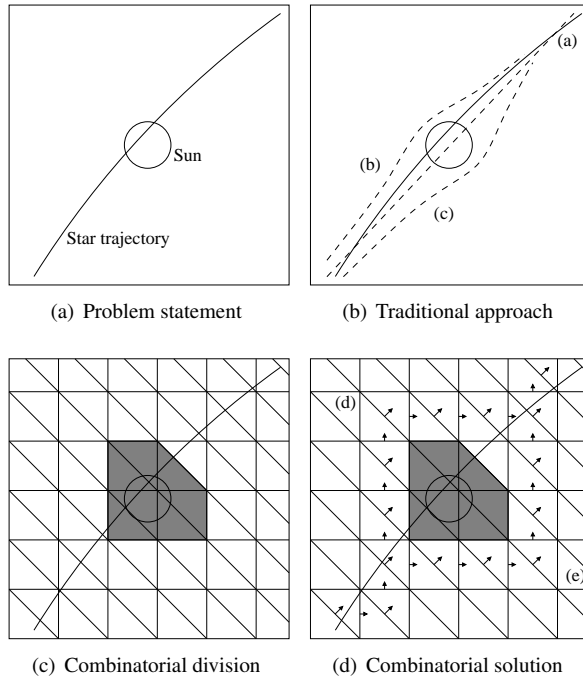 Sun
Star trajectory
(a) Problem statement
(a)
(b)
(c)
(b) Traditional approach
(c) Combinatorial division
(d)
(e)
(d) Combinatorial solution